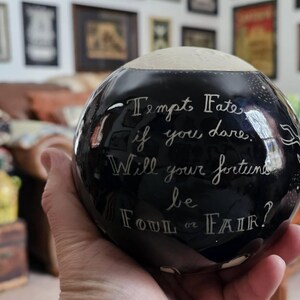 Tempt Fate,
if you dare.
Will your fortune
be
FOUL or FAIR?